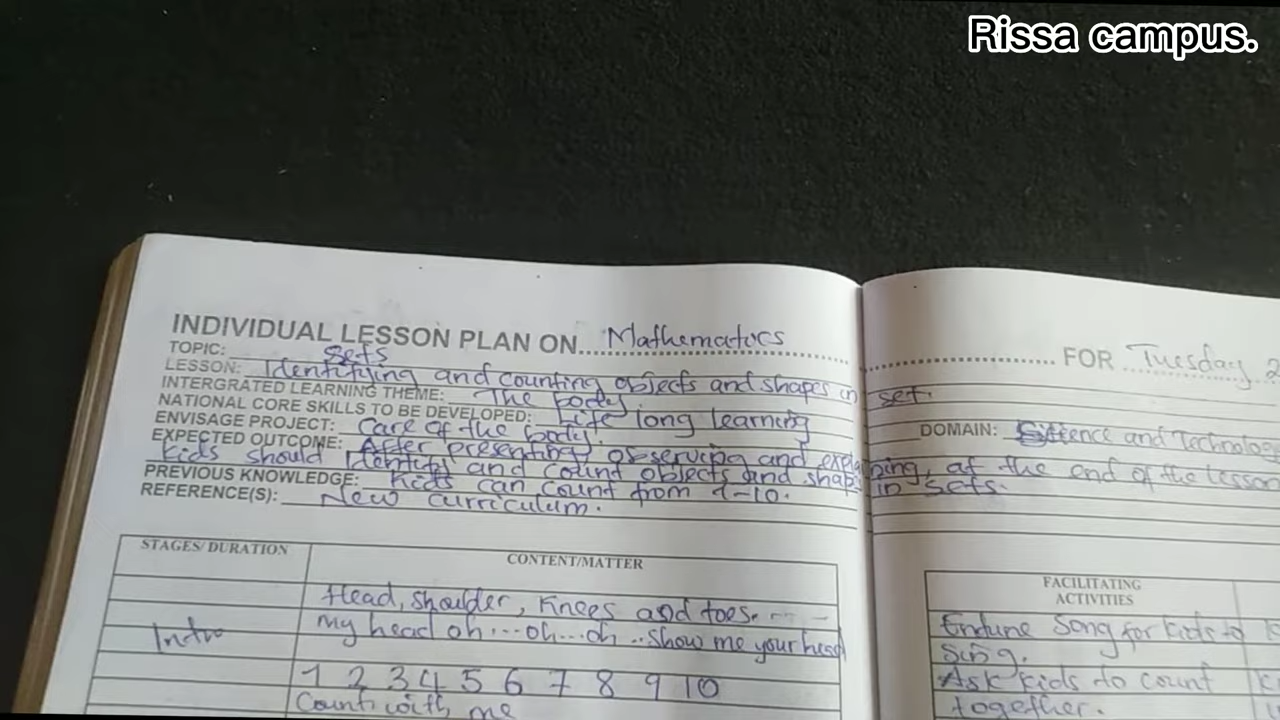 Rissa campus.
INDIVIDUAL LESSON PLAN ON Mathematics FOR Tuesday
TOPIC: Sets
LESSON: Identifying and counting objects and shapes in set.
INTERGRATED LEARNING THEME: The body
NATIONAL CORE SKILLS TO BE DEVELOPED: Life long learning DOMAIN: Science and Technology
ENVISAGE PROJECT: Care of the body.
EXPECTED OUTCOME: After presenting, observing and explaining, at the end of the lesson
kids should identify and count objects and shape in sets.
PREVIOUS KNOWLEDGE: Kids can count from 1-10.
REFERENCE(S): New curriculum.
STAGES/DURATION CONTENT/MATTER FACILITATING ACTIVITIES
Head, shoulder, knees and toes.
Intro
My head oh...oh...oh..show me your head
1 2 3 4 5 6 7 8 9 10
Count with me
song for kids to
sing.
Ask kids to count
together.